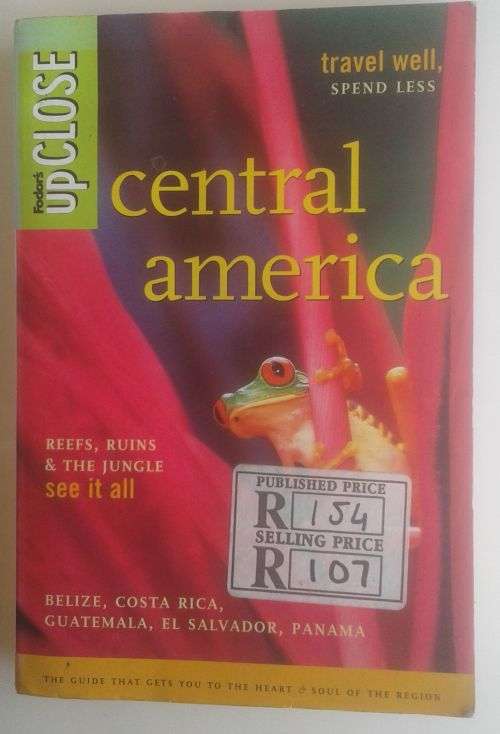 Fodor's
upCLOSE
travel well,
SPEND LESS
central
america
REEFS, RUINS
& THE JUNGLE
see it all
PUBLISHED PRICE
R 154
SELLING PRICE
R 107
BELIZE, COSTA RICA,
GUATEMALA, EL SALVADOR, PANAMA
THE GUIDE THAT GETS YOU TO THE HEART & SOUL OF THE REGION